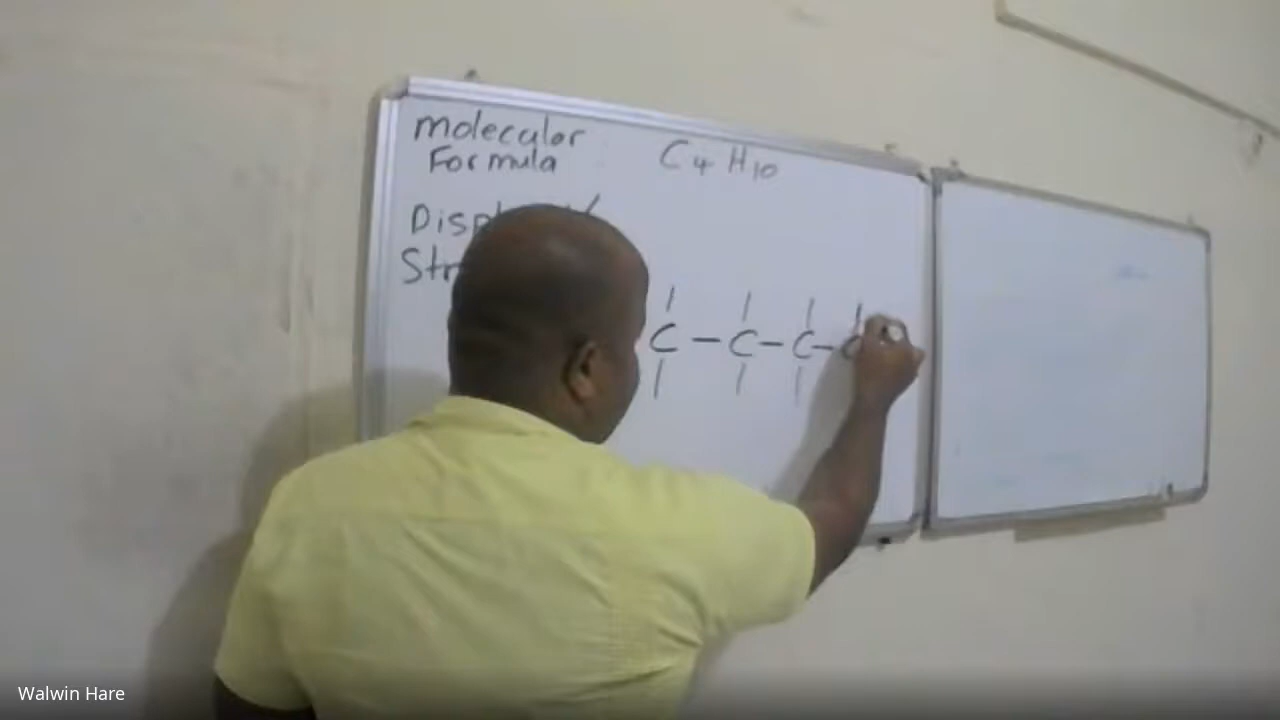 molecular
Formula
C4 H10
C - C - C - C
Walwin Hare